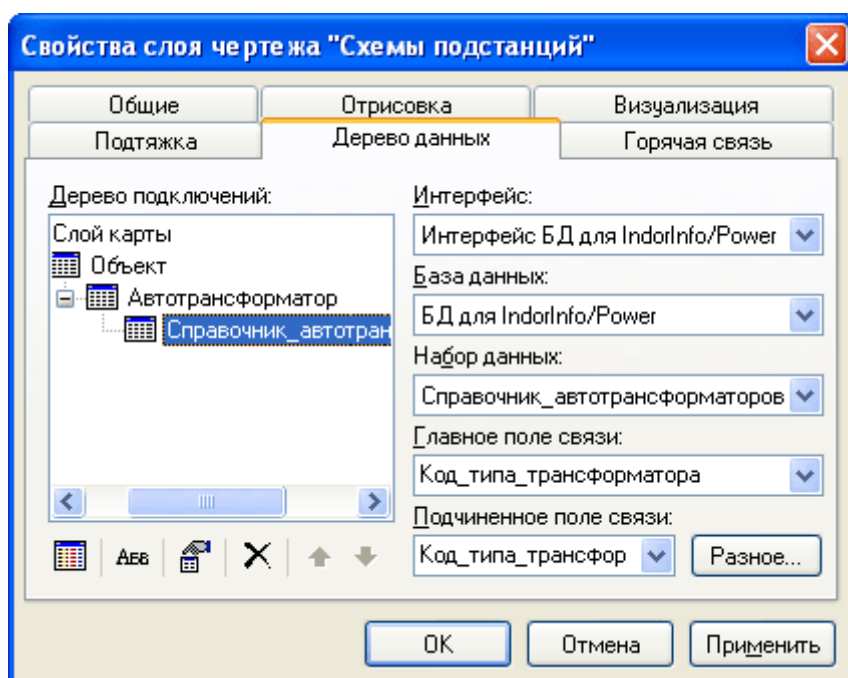 Свойства слоя чертежа "Схемы подстанций"
Общие
Отрисовка
Визуализация
Подтяжка
Дерево данных
Горячая связь
Дерево подключений:
Слой карты
Объект
Автотрансформатор
Справочник_автотран
Интерфейс:
Интерфейс БД для IndorInfo/Power
База данных:
БД для IndorInfo/Power
Набор данных:
Справочник_автотрансформаторов
Главное поле связи:
Код_типа_трансформатора
Подчиненное поле связи:
Код_типа_трансфор
Разное...
АБВ
OK
Отмена
Применить